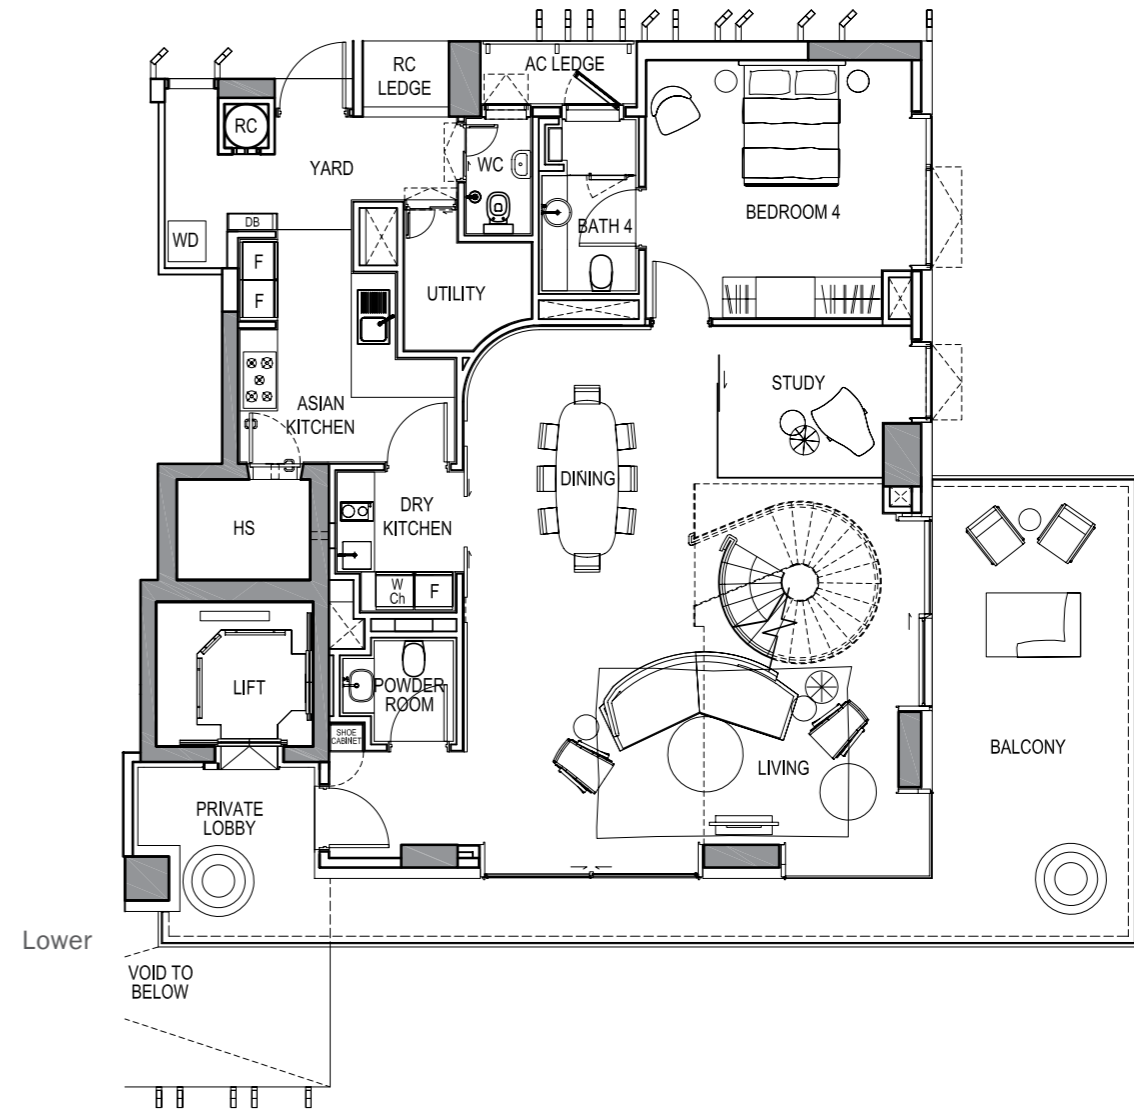 RC
LEDGE
AC LEDGE
RC
YARD
WC
BATH 4
BEDROOM 4
DB
WD
F
F
UTILITY
ASIAN
KITCHEN
STUDY
DINING
HS
DRY
KITCHEN
W
Ch
F
LIFT
POWDER
ROOM
SHOE
CABINET
LIVING
BALCONY
PRIVATE
LOBBY
Lower
VOID TO
BELOW